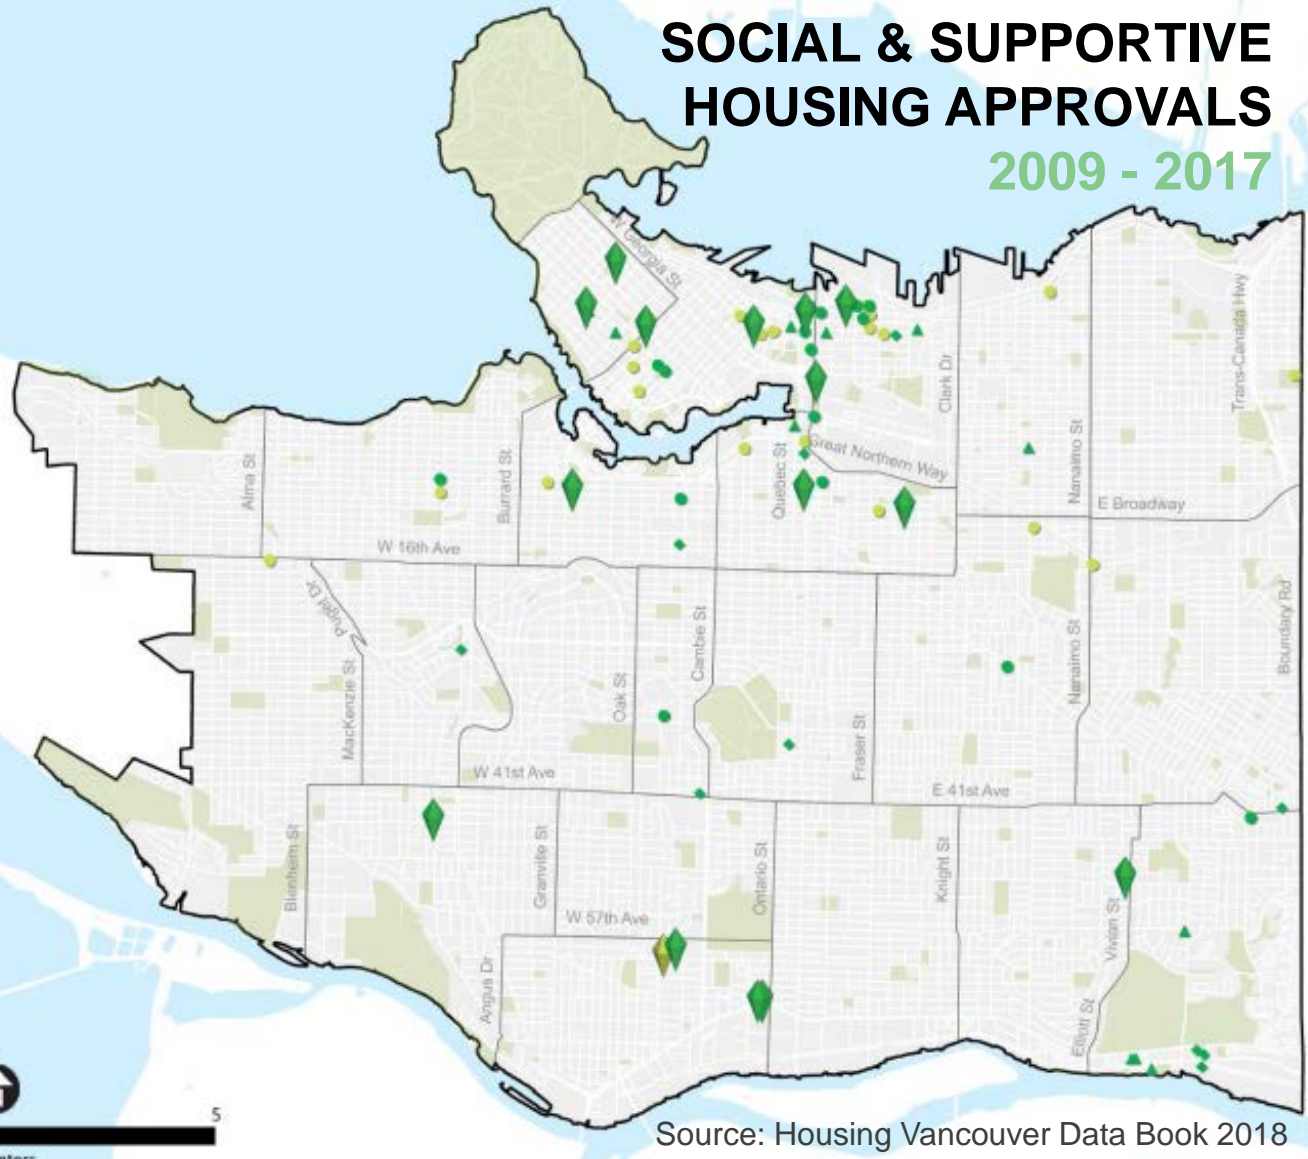 SOCIAL & SUPPORTIVE
HOUSING APPROVALS
2009 - 2017
W Georgia St
Trans-Canada Hwy
Clark Dr
Nanaimo St
Alma St
Burrard St
Quebec St
Great Northern Way
E Broadway
W 16th Ave
Puget Dr
MacKenzie St
Oak St
Cambie St
Fraser St
Nanaimo St
Boundary Rd
W 41st Ave
E 41st Ave
Blenheim St
Granville St
Ontario St
Knight St
Vivian St
W 57th Ave
Angus Dr
Elliott St
5
Source: Housing Vancouver Data Book 2018